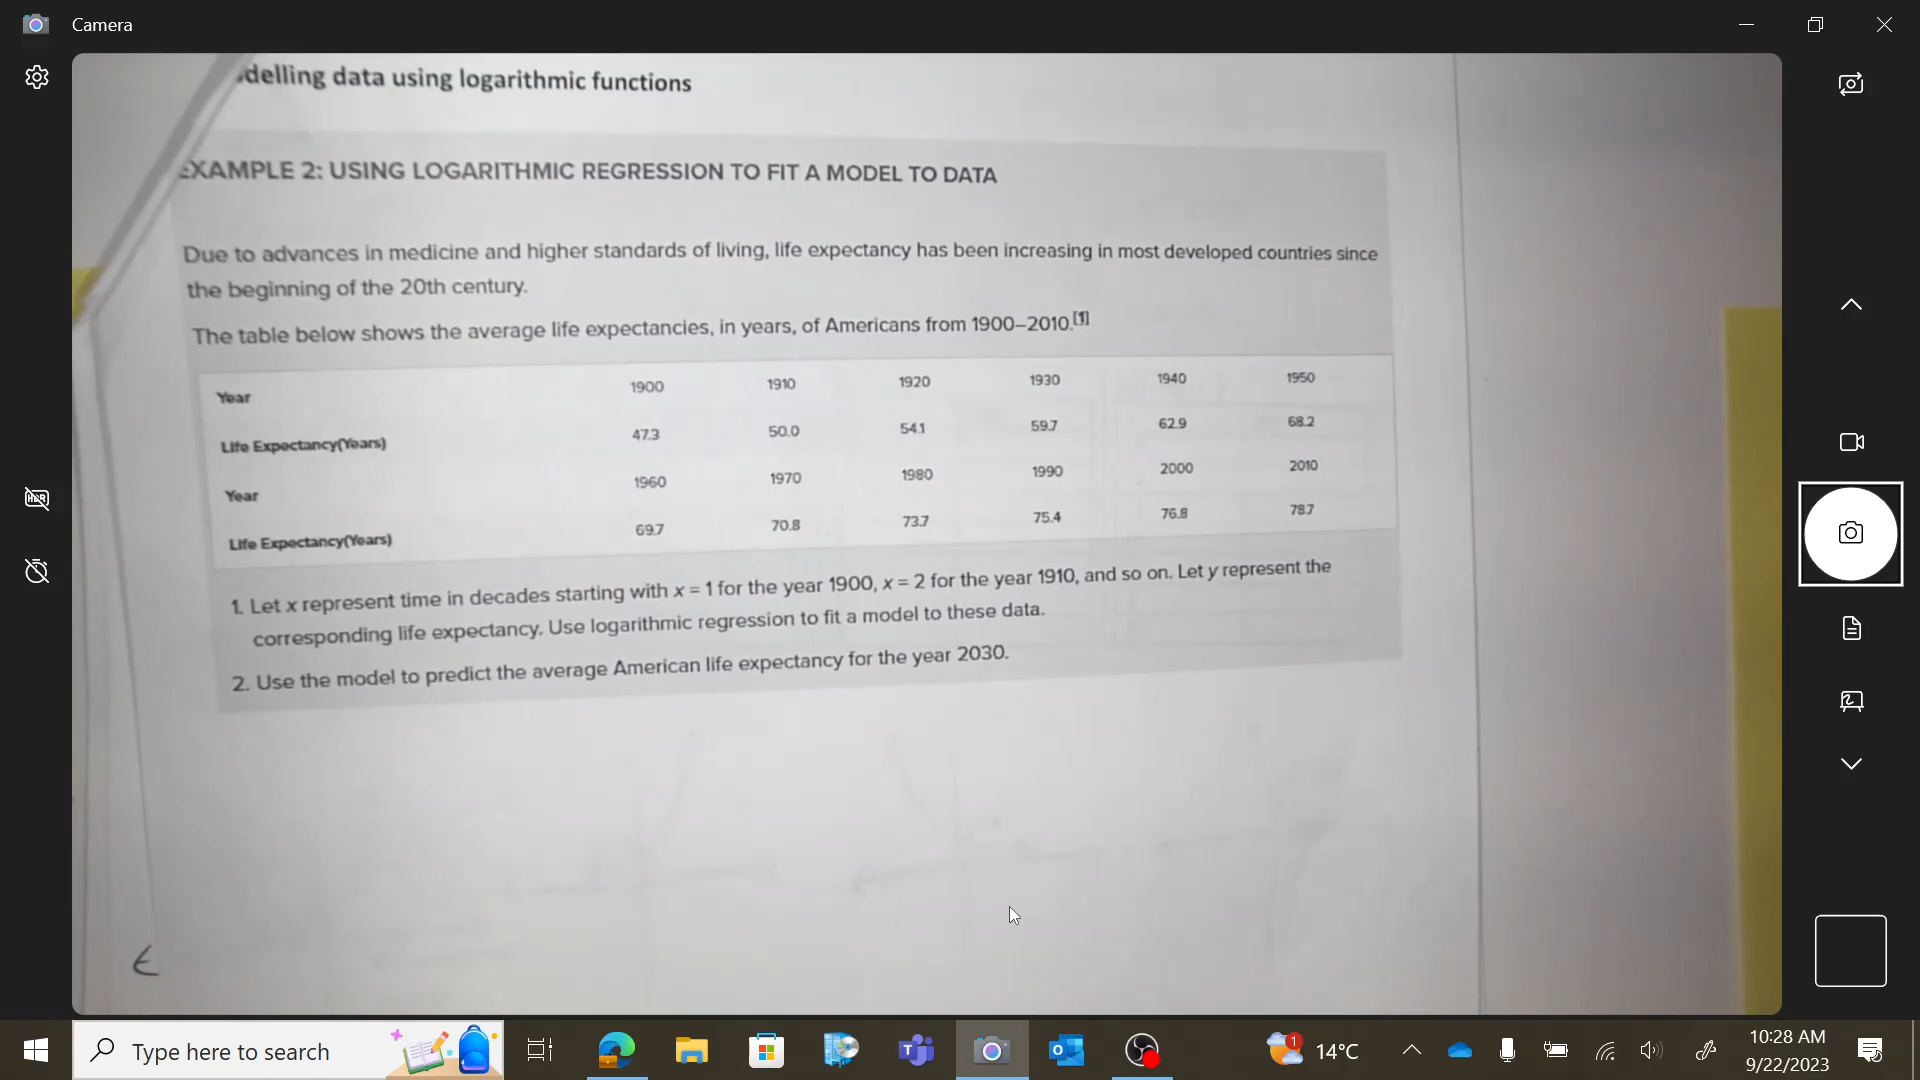 Camera
delling data using logarithmic functions
EXAMPLE 2: USING LOGARITHMIC REGRESSION TO FIT A MODEL TO DATA
Due to advances in medicine and higher standards of living, life expectancy has been increasing in most developed countries since
the beginning of the 20th century.
The table below shows the average life expectancies, in years, of Americans from 1900–2010.[1]
Year 1900 1910 1920 1930 1940 1950
Life Expectancy(Years) 47.3 50.0 54.1 59.7 62.9 68.2
Year 1960 1970 1980 1990 2000 2010
Life Expectancy(Years) 69.7 70.8 73.7 75.4 76.8 78.7
1. Let x represent time in decades starting with x = 1 for the year 1900, x = 2 for the year 1910, and so on. Let y represent the
corresponding life expectancy. Use logarithmic regression to fit a model to these data.
2. Use the model to predict the average American life expectancy for the year 2030.
Type here to search
1
14°C
10:28 AM
9/22/2023